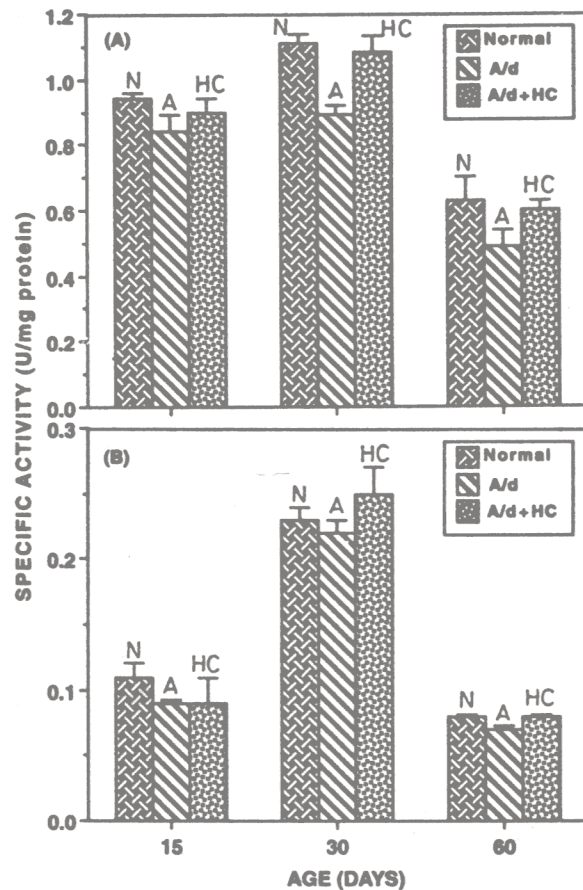 SPECIFIC ACTIVITY (U/mg protein)
(A)
1.2
1.0
0.8
0.6
0.4
0.2
0.0
N A HC
N A HC
N A HC
Normal
A/d
A/d+HC
(B)
0.3
0.2
0.1
0.0
N A HC
N A HC
N A HC
Normal
A/d
A/d+HC
15 30 60
AGE (DAYS)